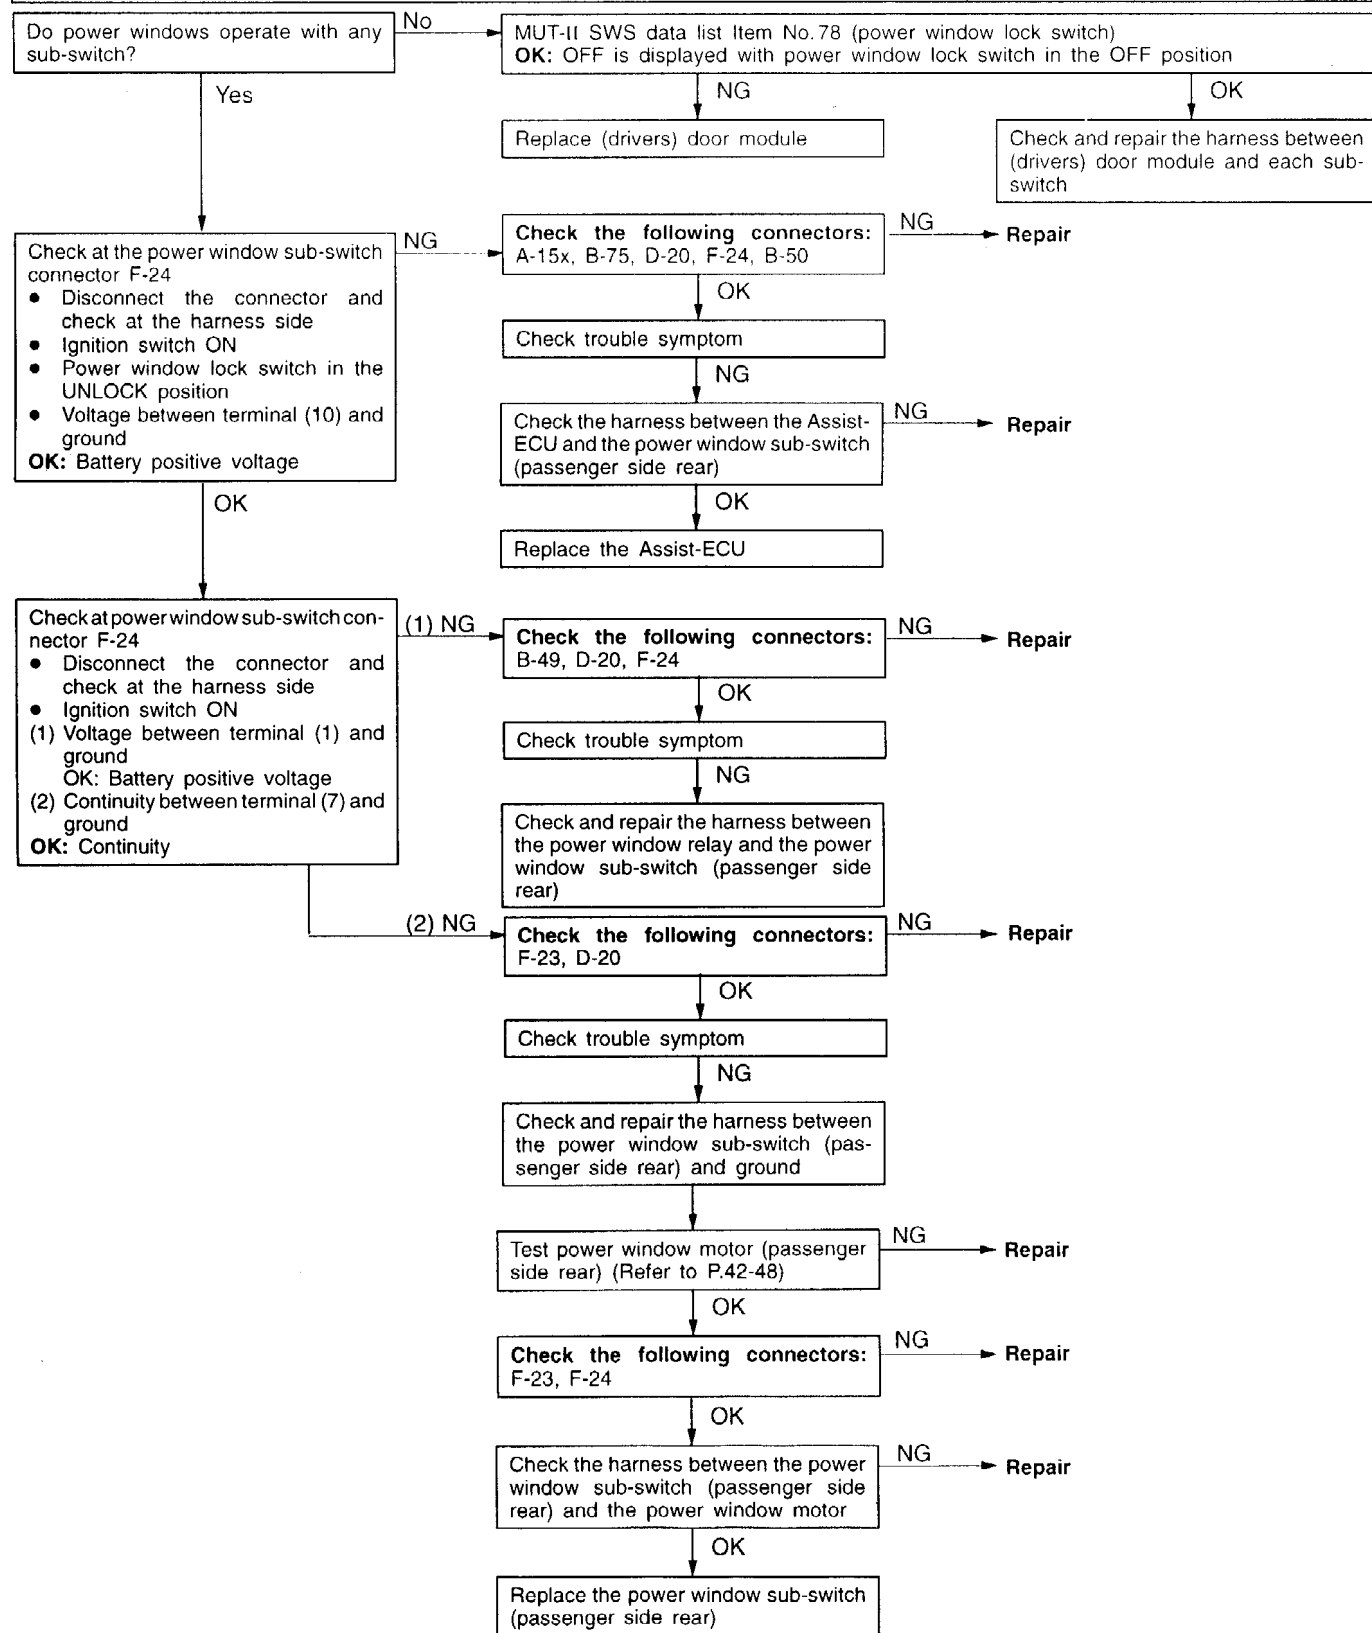 Do power windows operate with any
sub-switch?
No
MUT-II SWS data list Item No. 78 (power window lock switch)
OK: OFF is displayed with power window lock switch in the OFF position
Yes
NG
OK
Replace (drivers) door module
Check and repair the harness between
(drivers) door module and each sub-
switch
Check at the power window sub-switch
connector F-24
● Disconnect the connector and
check at the harness side
● Ignition switch ON
● Power window lock switch in the
UNLOCK position
● Voltage between terminal (10) and
ground
OK: Battery positive voltage
NG
Check the following connectors:
A-15x, B-75, D-20, F-24, B-50
NG
Repair
OK
Check trouble symptom
NG
Check the harness between the Assist-
ECU and the power window sub-switch
(passenger side rear)
NG
Repair
OK
Replace the Assist-ECU
OK
Check at power window sub-switch con-
nector F-24
● Disconnect the connector and
check at the harness side
● Ignition switch ON
(1) Voltage between terminal (1) and
ground
OK: Battery positive voltage
(2) Continuity between terminal (7) and
ground
OK: Continuity
(1) NG
Check the following connectors:
B-49, D-20, F-24
NG
Repair
OK
Check trouble symptom
NG
Check and repair the harness between
the power window relay and the power
window sub-switch (passenger side
rear)
(2) NG
Check the following connectors:
F-23, D-20
NG
Repair
OK
Check trouble symptom
NG
Check and repair the harness between
the power window sub-switch (pas-
senger side rear) and ground
Test power window motor (passenger
side rear) (Refer to P.42-48)
NG
Repair
OK
Check the following connectors:
F-23, F-24
NG
Repair
OK
Check the harness between the power
window sub-switch (passenger side
rear) and the power window motor
NG
Repair
OK
Replace the power window sub-switch
(passenger side rear)